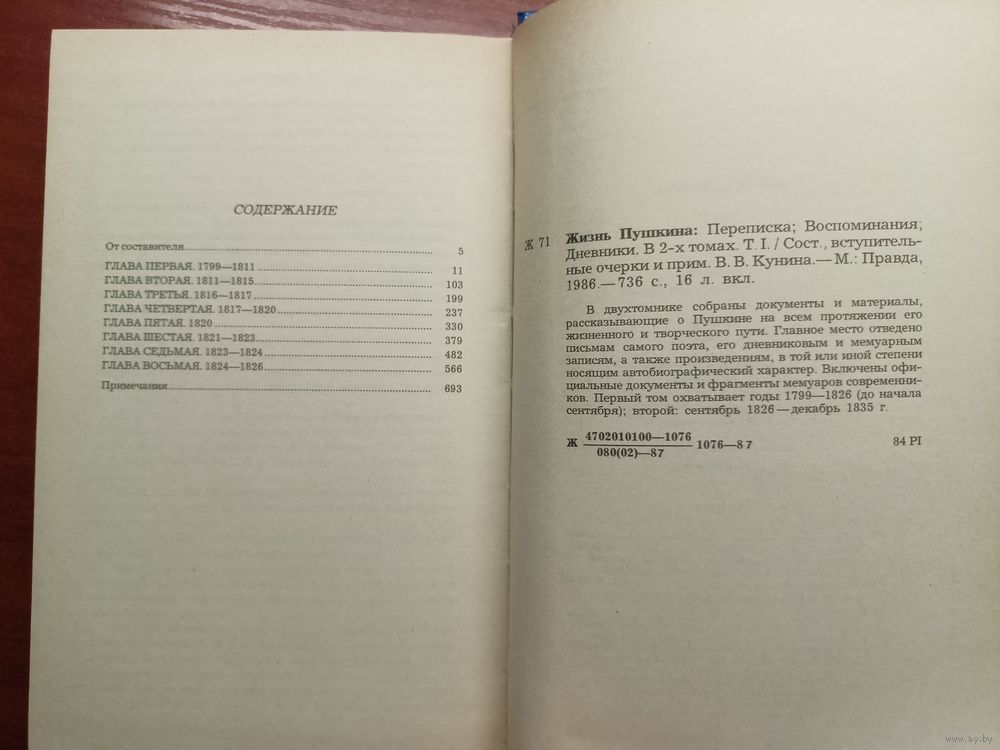 СОДЕРЖАНИЕ
От составителя 5
ГЛАВА ПЕРВАЯ. 1799—1811 11
ГЛАВА ВТОРАЯ. 1811—1815 103
ГЛАВА ТРЕТЬЯ. 1816—1817 199
ГЛАВА ЧЕТВЕРТАЯ. 1817—1820 237
ГЛАВА ПЯТАЯ. 1820 330
ГЛАВА ШЕСТАЯ. 1821—1823 379
ГЛАВА СЕДЬМАЯ. 1823—1824 482
ГЛАВА ВОСЬМАЯ. 1824—1826 566
Примечания 693
Ж 71 Жизнь Пушкина: Переписка; Воспоминания;
Дневники. В 2-х томах. Т. I. / Сост., вступитель-
ные очерки и прим. В. В. Кунина.— М.: Правда,
1986.— 736 с., 16 л. вкл.
В двухтомнике собраны документы и материалы,
рассказывающие о Пушкине на всем протяжении его
жизненного и творческого пути. Главное место отведено
письмам самого поэта, его дневниковым и мемуарным
записям, а также произведениям, в той или иной степени
носящим автобиографический характер. Включены офи-
циальные документы и фрагменты мемуаров современни-
ков. Первый том охватывает годы 1799—1826 (до начала
сентября); второй: сентябрь 1826 — декабрь 1835 г.
Ж 4702010100—1076
080(02)—87 1076—87 84 PI
www.ay.by